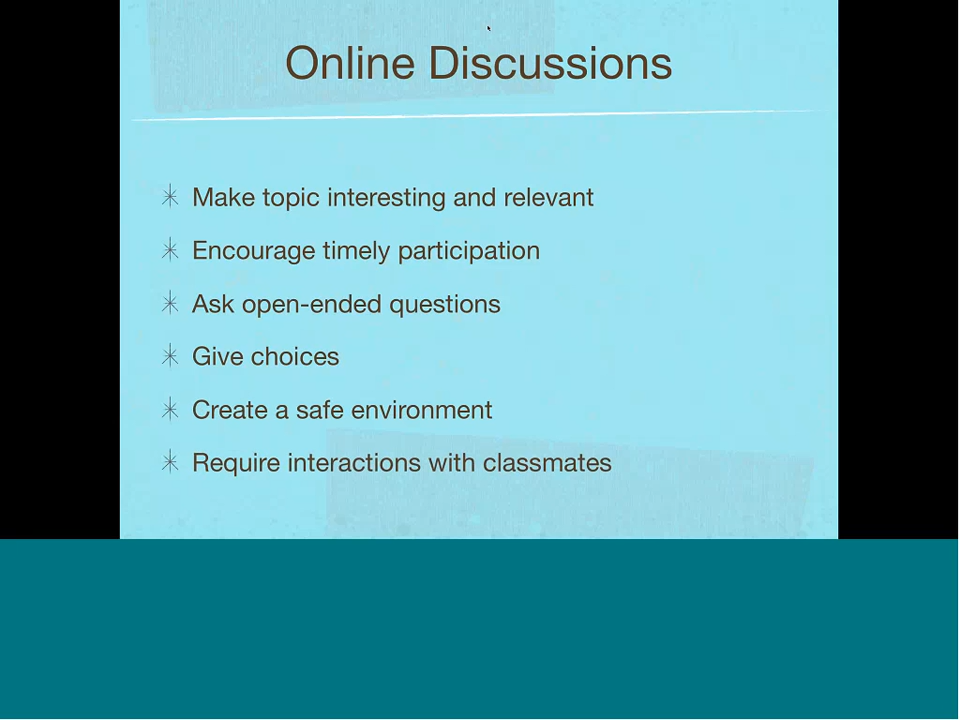 Online Discussions
Make topic interesting and relevant
Encourage timely participation
Ask open-ended questions
Give choices
Create a safe environment
Require interactions with classmates